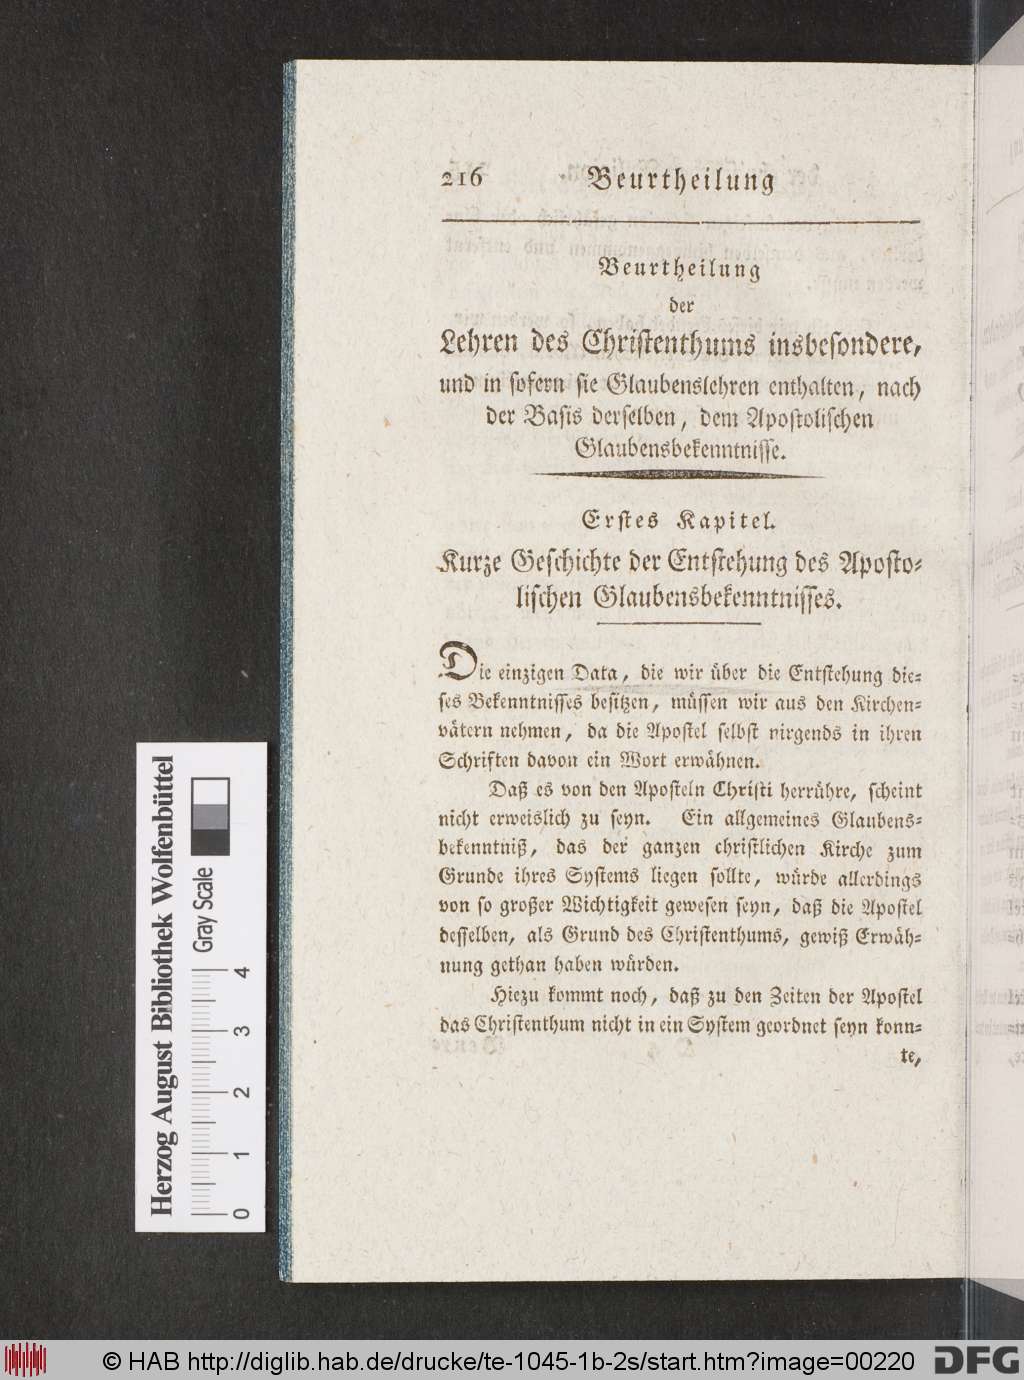 216 Beurtheilung
Beurtheilung
der
Lehren des Christenthums insbesondere,
und in sofern sie Glaubenslehren enthalten, nach
der Basis derselben, dem Apostolischen
Glaubensbekenntnisse.
Erstes Kapitel.
Kurze Geschichte der Entstehung des Aposto-
lischen Glaubensbekenntnisses.
Die einzigen Data, die wir über die Entstehung die-
ses Bekenntnisses besitzen, müssen wir aus den Kirchen-
vätern nehmen, da die Apostel selbst nirgends in ihren
Schriften davon ein Wort erwähnen.
Daß es von den Aposteln Christi herrühre, scheint
nicht erweislich zu seyn. Ein allgemeines Glaubens-
bekenntniß, das der ganzen christlichen Kirche zum
Grunde ihres Systems liegen sollte, würde allerdings
von so großer Wichtigkeit gewesen seyn, daß die Apostel
desselben, als Grund des Christenthums, gewiß Erwäh-
nung gethan haben würden.
Hiezu kommt noch, daß zu den Zeiten der Apostel
das Christenthum nicht in ein System geordnet seyn konn-
te,
Herzog August Bibliothek Wolfenbüttel
Gray Scale
0 1 2 3 4
© HAB http://diglib.hab.de/drucke/te-1045-1b-2s/start.htm?image=00220
DFG